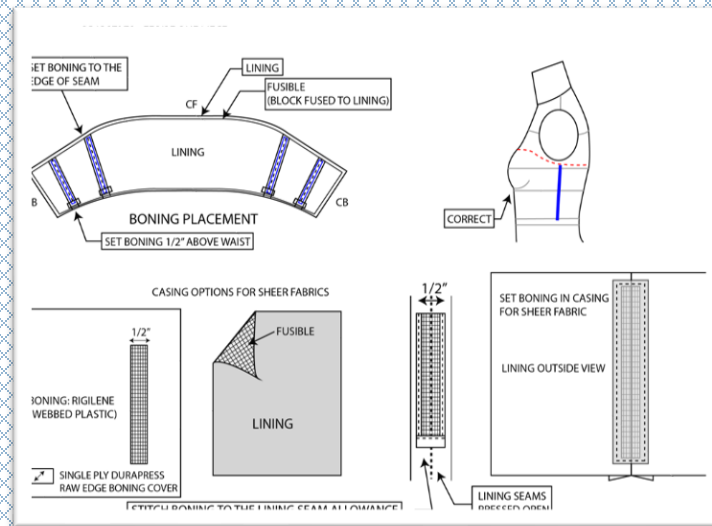 SET BONING TO THE
EDGE OF SEAM
LINING
FUSIBLE
(BLOCK FUSED TO LINING)
CF
LINING
B
CB
BONING PLACEMENT
SET BONING 1/2" ABOVE WAIST
CORRECT
CASING OPTIONS FOR SHEER FABRICS
1/2"
BONING: RIGILENE
WEBBED PLASTIC)
SINGLE PLY DURAPRESS
RAW EDGE BONING COVER
FUSIBLE
LINING
1/2"
SET BONING IN CASING
FOR SHEER FABRIC
LINING OUTSIDE VIEW
LINING SEAMS
PRESSED OPEN
STITCH BONING TO THE LINING SEAM ALLOWANCE